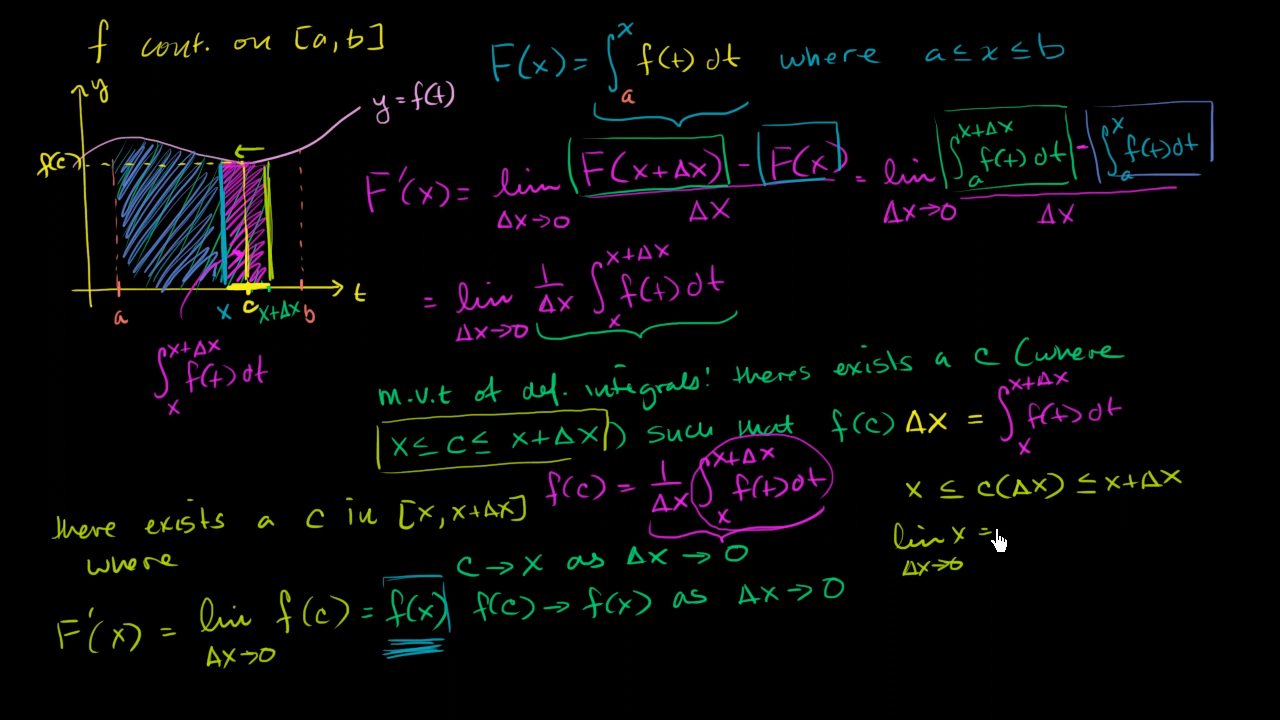 f cont. on [a,b]
F(x) = ∫_a^x f(t) dt where a ≤ x ≤ b
y
y = f(t)
f(c)
a x c x+Δx b t
∫_x^{x+Δx} f(t) dt
F'(x) = lim_{Δx→0} (F(x+Δx) - F(x)) / Δx = lim_{Δx→0} (∫_a^{x+Δx} f(t) dt - ∫_a^x f(t) dt) / Δx
= lim_{Δx→0} 1/Δx ∫_x^{x+Δx} f(t) dt
m.v.t of def. integrals: theres exists a c (where
x ≤ c ≤ x+Δx) such that f(c) Δx = ∫_x^{x+Δx} f(t) dt
f(c) = 1/Δx ∫_x^{x+Δx} f(t) dt
x ≤ c(Δx) ≤ x+Δx
lim_{Δx→0} x =
there exists a c in [x, x+Δx]
where
c → x as Δx → 0
F'(x) = lim_{Δx→0} f(c) = f(x)
f(c) → f(x) as Δx → 0